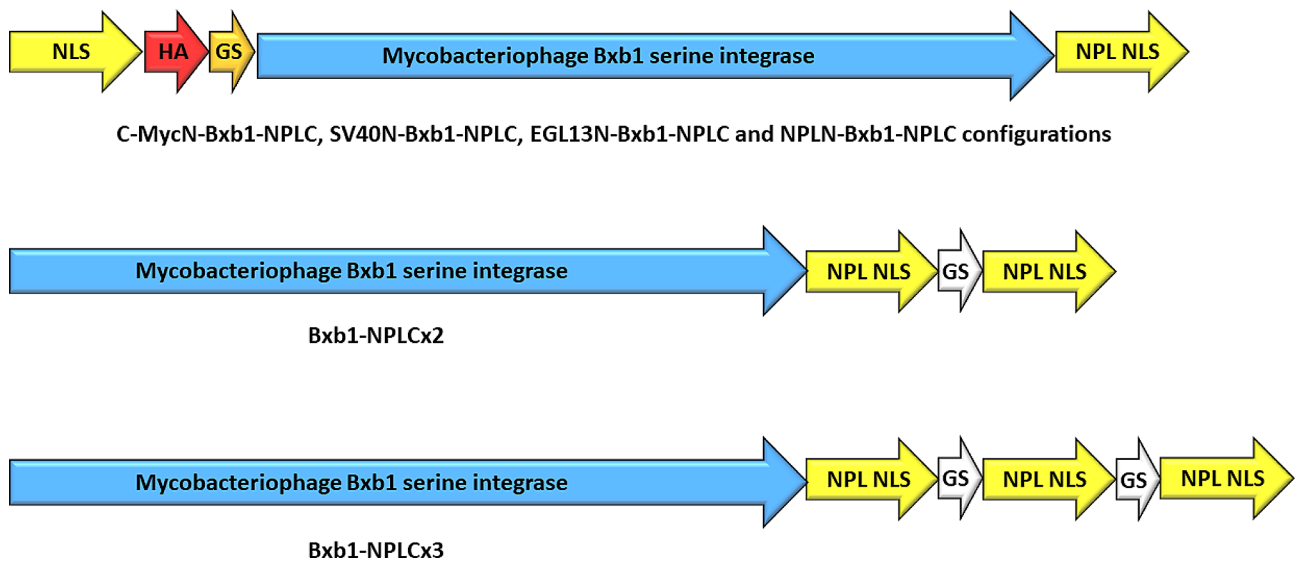 NLS HA GS Mycobacteriophage Bxb1 serine integrase NPL NLS
C-MycN-Bxb1-NPLC, SV40N-Bxb1-NPLC, EGL13N-Bxb1-NPLC and NPLN-Bxb1-NPLC configurations
Mycobacteriophage Bxb1 serine integrase NPL NLS GS NPL NLS
Bxb1-NPLCx2
Mycobacteriophage Bxb1 serine integrase NPL NLS GS NPL NLS GS NPL NLS
Bxb1-NPLCx3